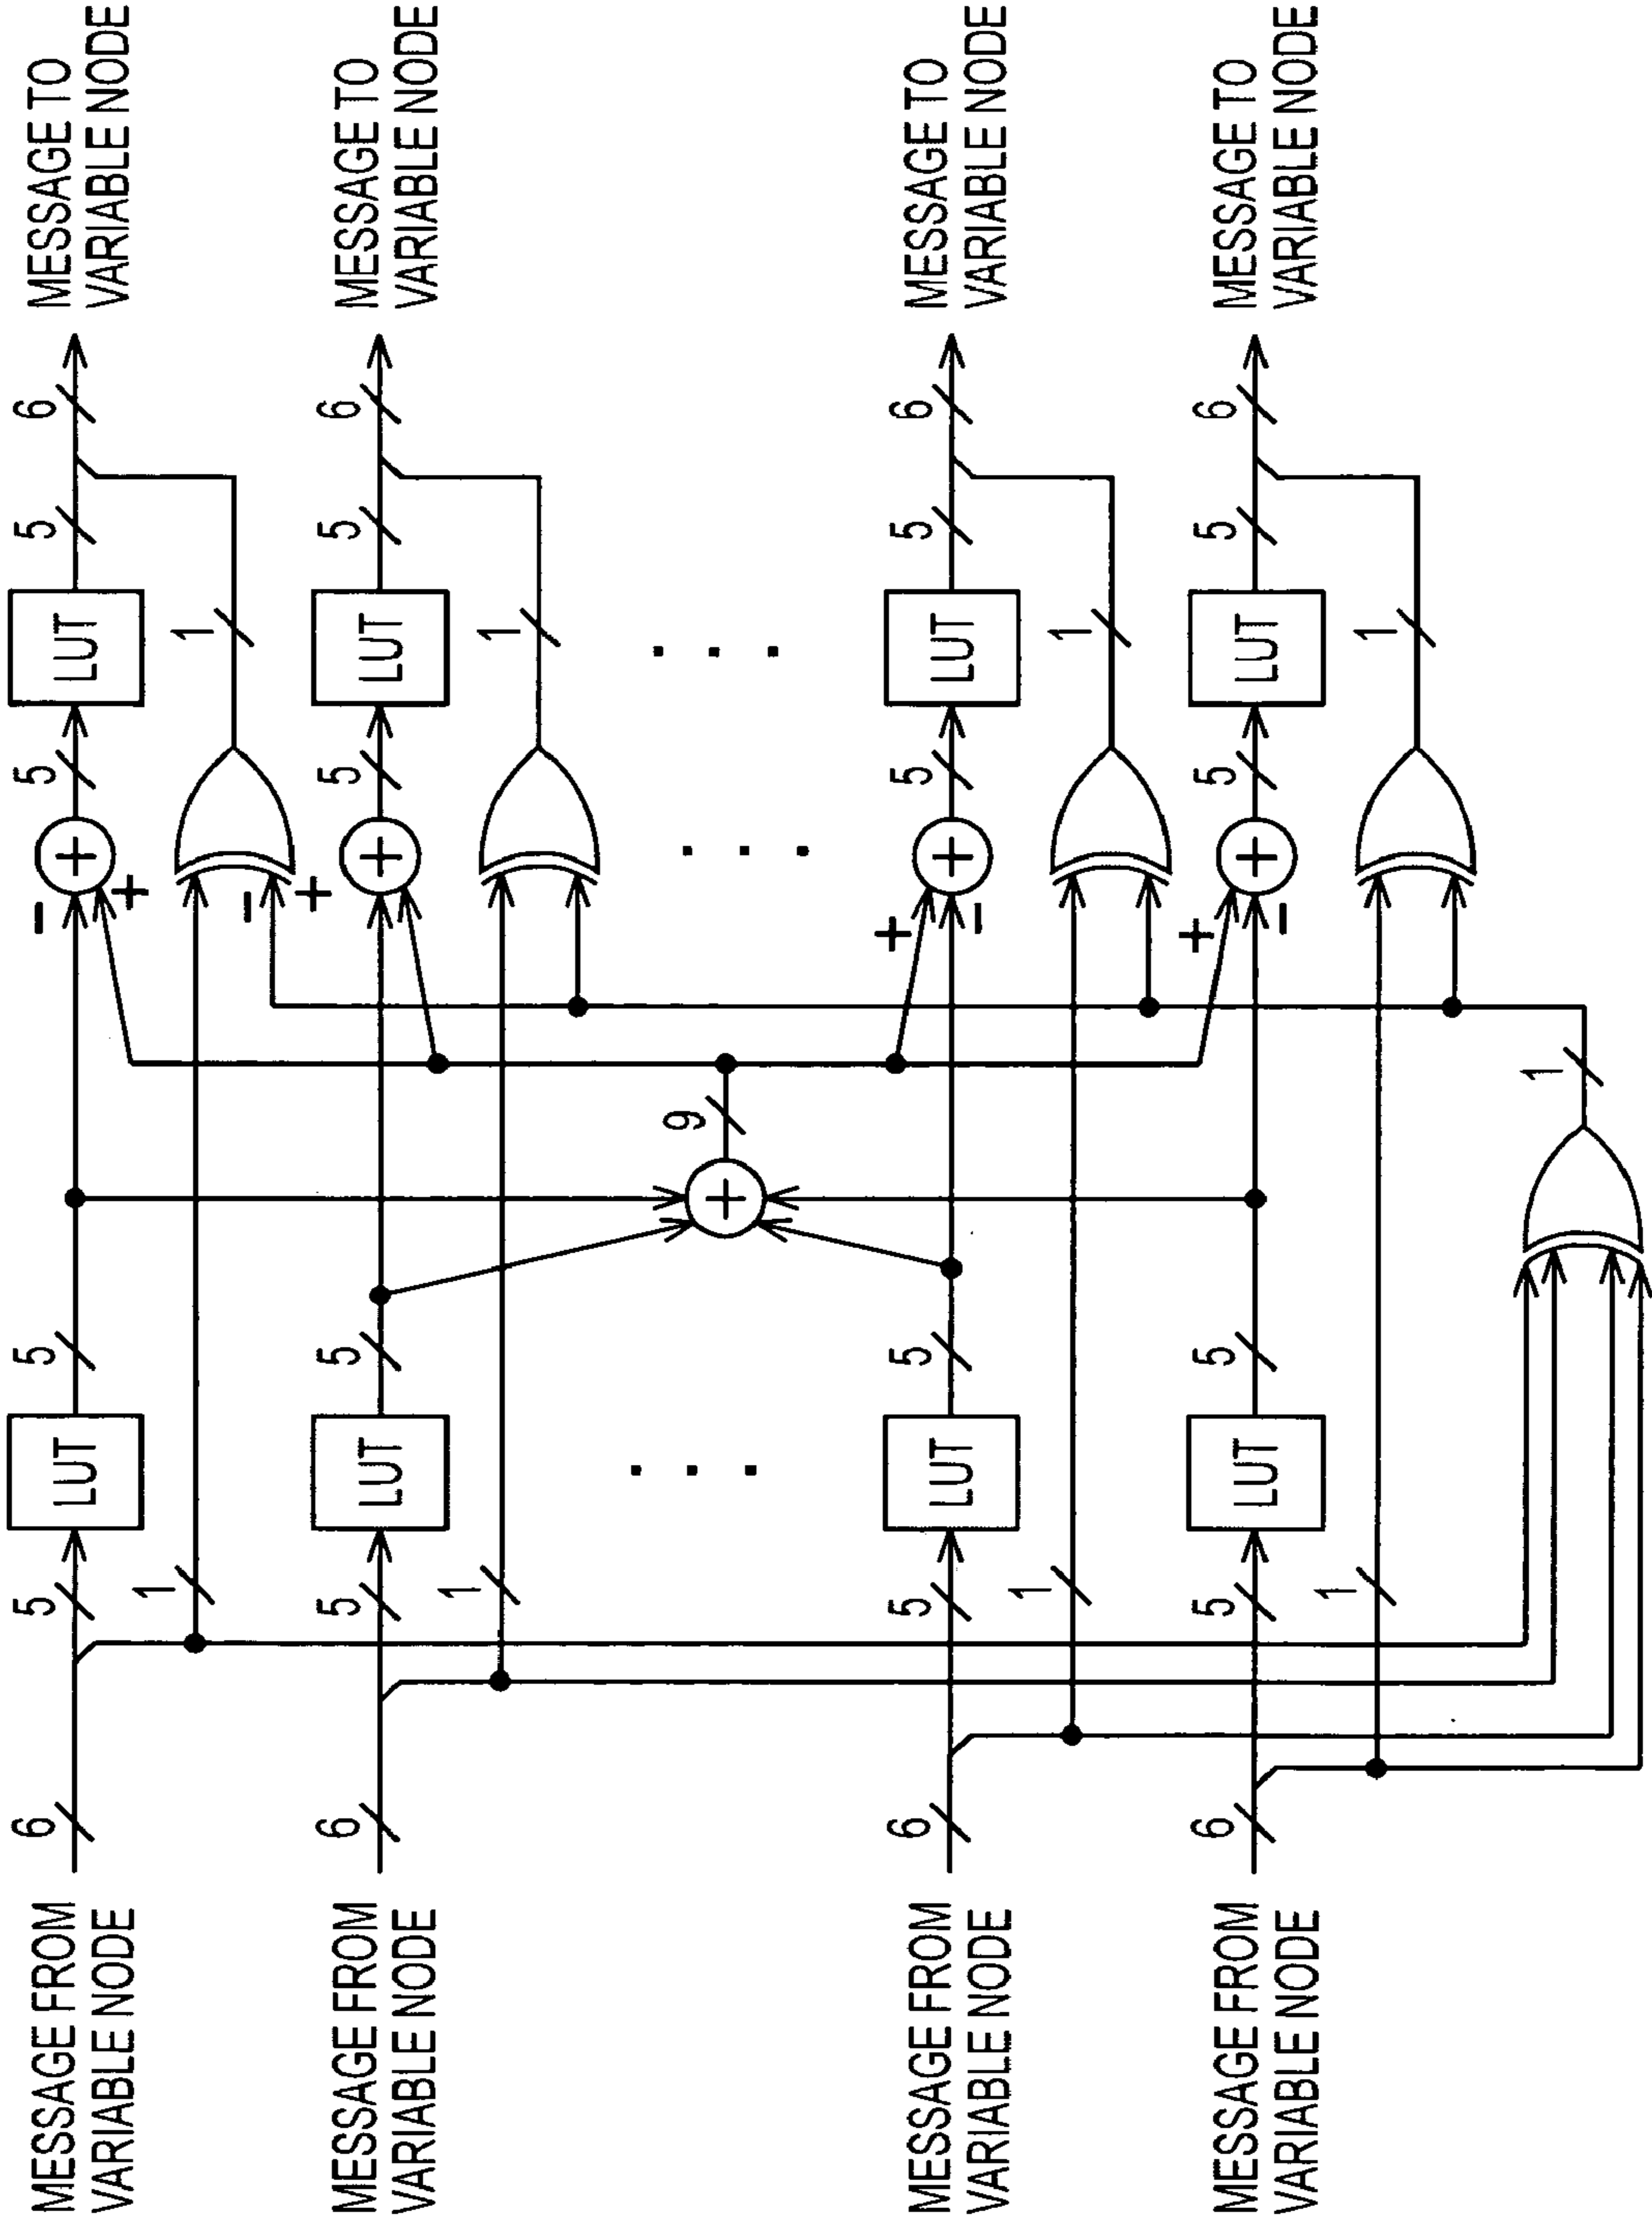 MESSAGE FROM
VARIABLE NODE
6
5
LUT
5
−
+
5
LUT
5
6
MESSAGE TO
VARIABLE NODE
1
+
1
−
MESSAGE FROM
VARIABLE NODE
6
5
LUT
5
+
+
5
LUT
5
6
MESSAGE TO
VARIABLE NODE
1
1
. . .
+
9
. . .
. . .
MESSAGE FROM
VARIABLE NODE
6
5
LUT
5
+
+
−
5
LUT
5
6
MESSAGE TO
VARIABLE NODE
1
1
MESSAGE FROM
VARIABLE NODE
6
5
LUT
5
+
+
−
5
LUT
5
6
MESSAGE TO
VARIABLE NODE
1
1
1